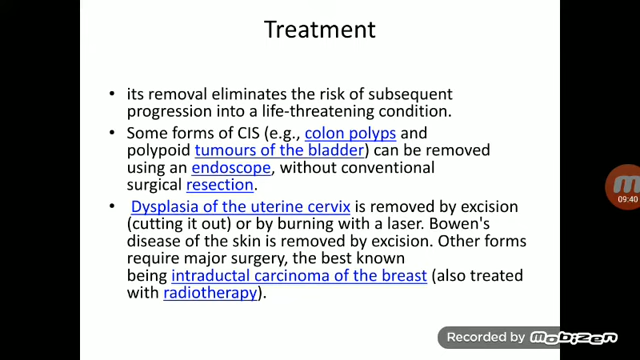 Treatment
• its removal eliminates the risk of subsequent
progression into a life-threatening condition.
• Some forms of CIS (e.g., colon polyps and
polypoid tumours of the bladder) can be removed
using an endoscope, without conventional
surgical resection.
• Dysplasia of the uterine cervix is removed by excision
(cutting it out) or by burning with a laser. Bowen's
disease of the skin is removed by excision. Other forms
require major surgery, the best known
being intraductal carcinoma of the breast (also treated
with radiotherapy).
09:40
Recorded by mobizen